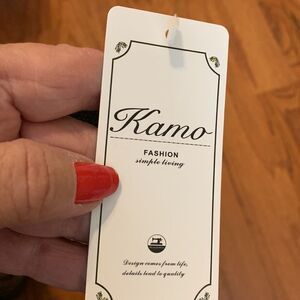 Kamo
FASHION
simple living
Design comes from life,
details lead to quality